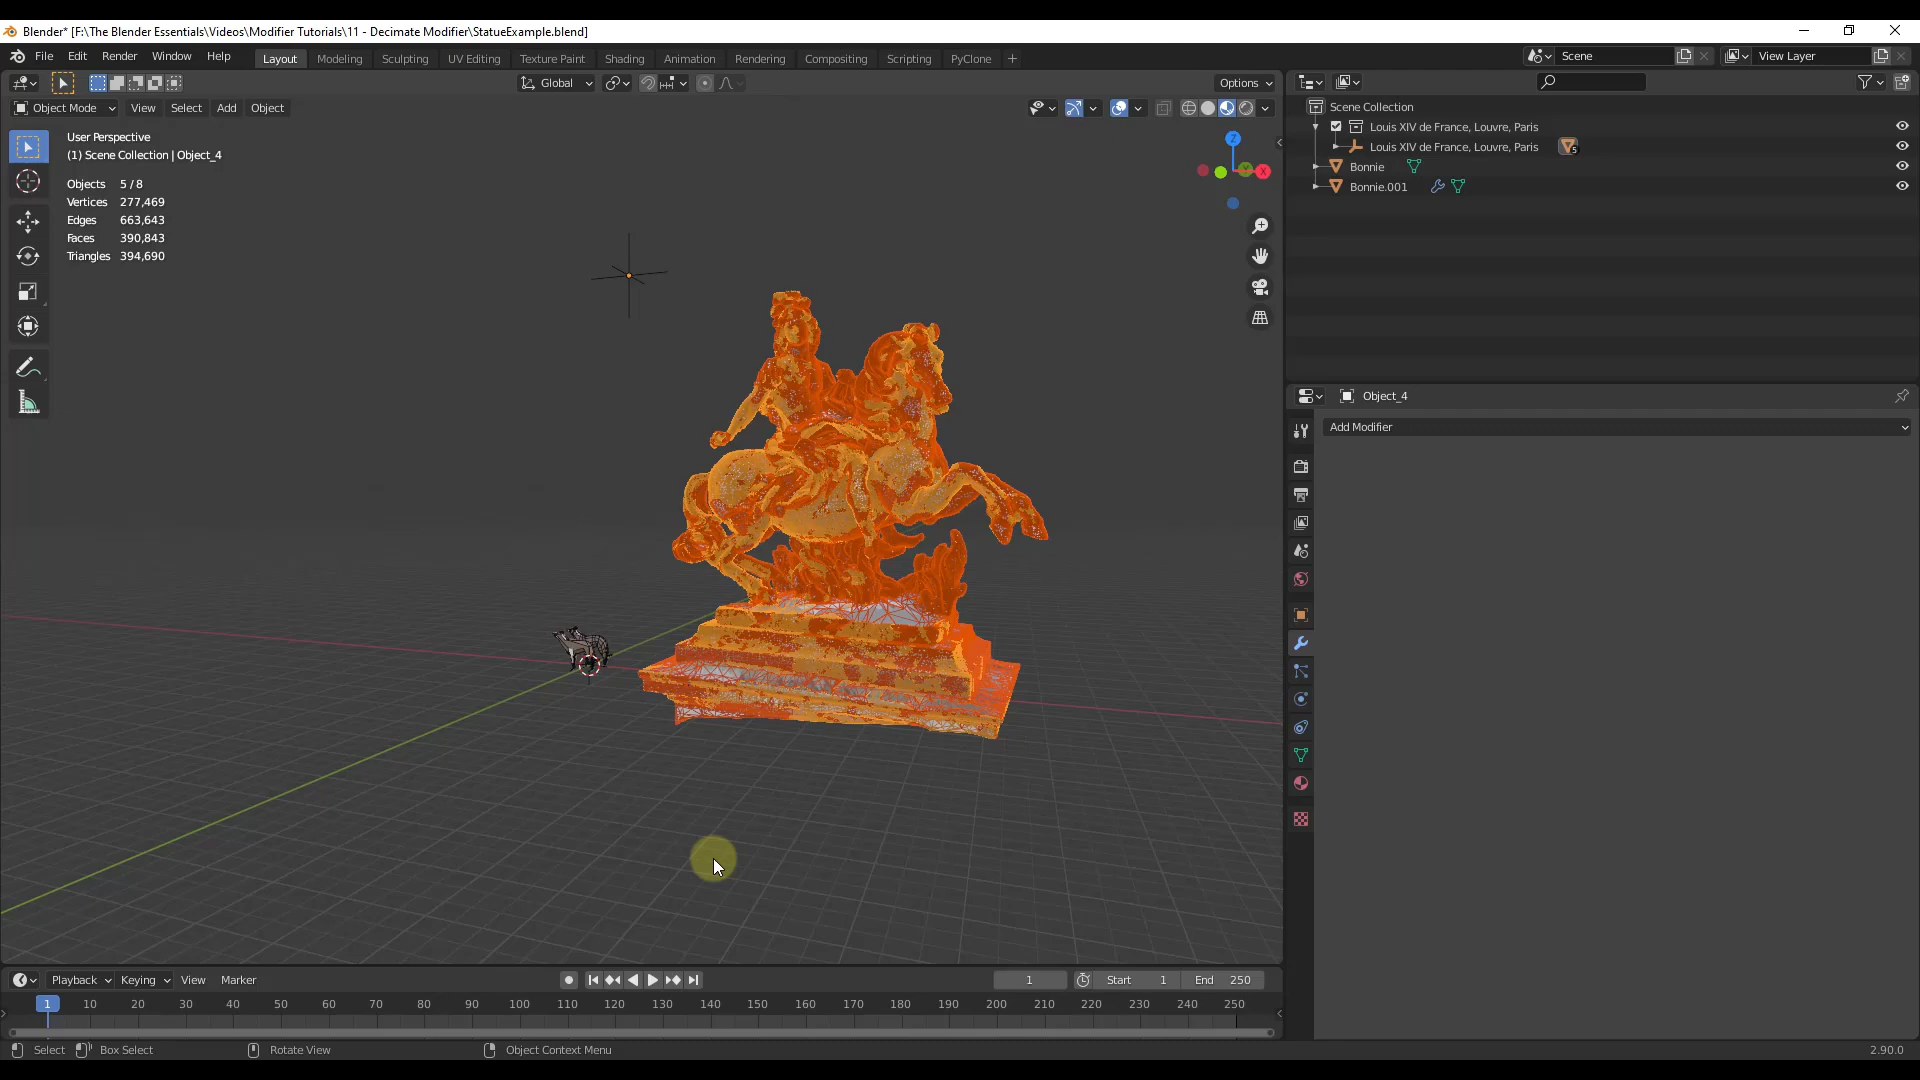 Blender* [F:\The Blender Essentials\Videos\Modifier Tutorials\11 - Decimate Modifier\StatueExample.blend]
File Edit Render Window Help Layout Modeling Sculpting UV Editing Texture Paint Shading Animation Rendering Compositing Scripting PyClone + Scene View Layer
Global Options
Object Mode View Select Add Object
User Perspective
(1) Scene Collection | Object_4
Objects 5 / 8
Vertices 277,469
Edges 663,643
Faces 390,843
Triangles 394,690
Z
X
Y
Scene Collection
Louis XIV de France, Louvre, Paris
Louis XIV de France, Louvre, Paris 5
Bonnie
Bonnie.001
Object_4
Add Modifier
Playback Keying View Marker 1 Start 1 End 250
1 10 20 30 40 50 60 70 80 90 100 110 120 130 140 150 160 170 180 190 200 210 220 230 240 250
Select Box Select Rotate View Object Context Menu 2.90.0